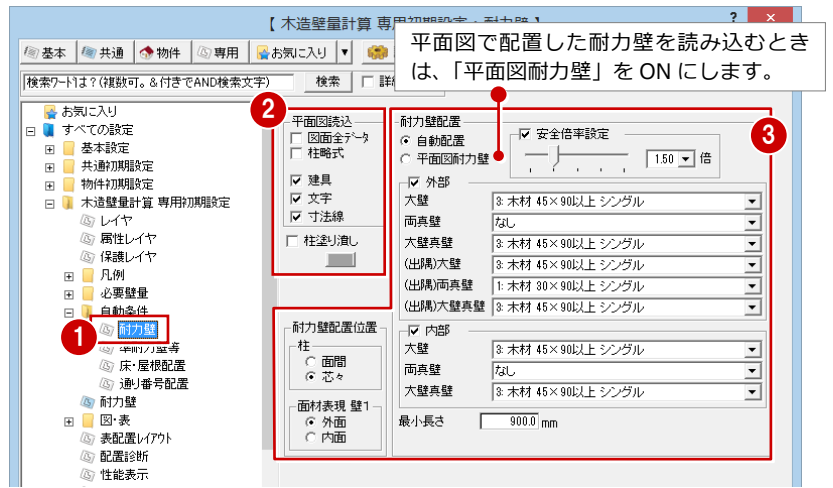 【 木造壁量計算 専用初期設定・耐力壁 】
? ×
基本 共通 物件 専用 お気に入り ▼
平面図で配置した耐力壁を読み込むとき
は、「平面図耐力壁」を ON にします。
検索ワードは?(複数可。&付きでAND検索文字) 検索
お気に入り
すべての設定
基本設定
共通初期設定
物件初期設定
木造壁量計算 専用初期設定
レイヤ
属性レイヤ
保護レイヤ
凡例
必要壁量
自動条件
1
耐力壁
準耐力壁等
床・屋根配置
通り番号配置
耐力壁
図・表
表配置レイアウト
配置診断
性能表示
2
平面図読込
図面全データ
柱略式
建具
文字
寸法線
柱塗り潰し
耐力壁配置位置
柱
面間
芯々
面材表現 壁1
外面
内面
3
耐力壁配置
自動配置
平面図耐力壁
安全倍率設定
1.50 倍
外部
大壁 3: 木材 45×90以上 シングル
両真壁 なし
大壁真壁 3: 木材 45×90以上 シングル
(出隅)大壁 3: 木材 45×90以上 シングル
(出隅)両真壁 1: 木材 30×90以上 シングル
(出隅)大壁真壁 3: 木材 45×90以上 シングル
内部
大壁 3: 木材 45×90以上 シングル
両真壁 なし
大壁真壁 3: 木材 45×90以上 シングル
最小長さ 900.0 mm